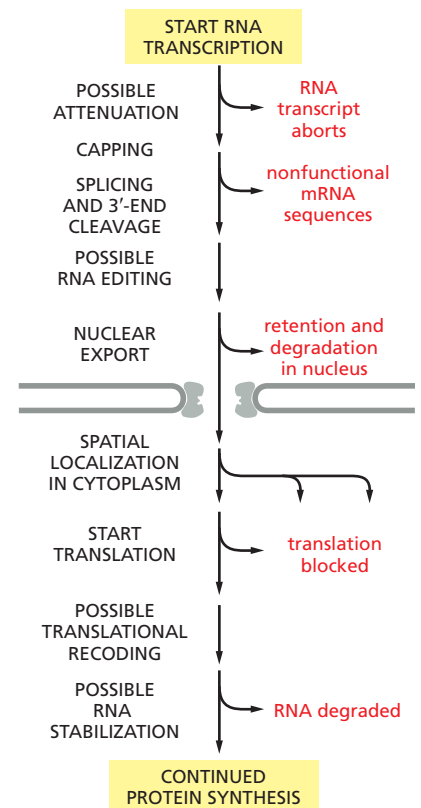 START RNA
TRANSCRIPTION
POSSIBLE
ATTENUATION
RNA
transcript
aborts
CAPPING
SPLICING
AND 3′-END
CLEAVAGE
nonfunctional
mRNA
sequences
POSSIBLE
RNA EDITING
NUCLEAR
EXPORT
retention and
degradation
in nucleus
SPATIAL
LOCALIZATION
IN CYTOPLASM
START
TRANSLATION
translation
blocked
POSSIBLE
TRANSLATIONAL
RECODING
POSSIBLE
RNA
STABILIZATION
RNA degraded
CONTINUED
PROTEIN SYNTHESIS